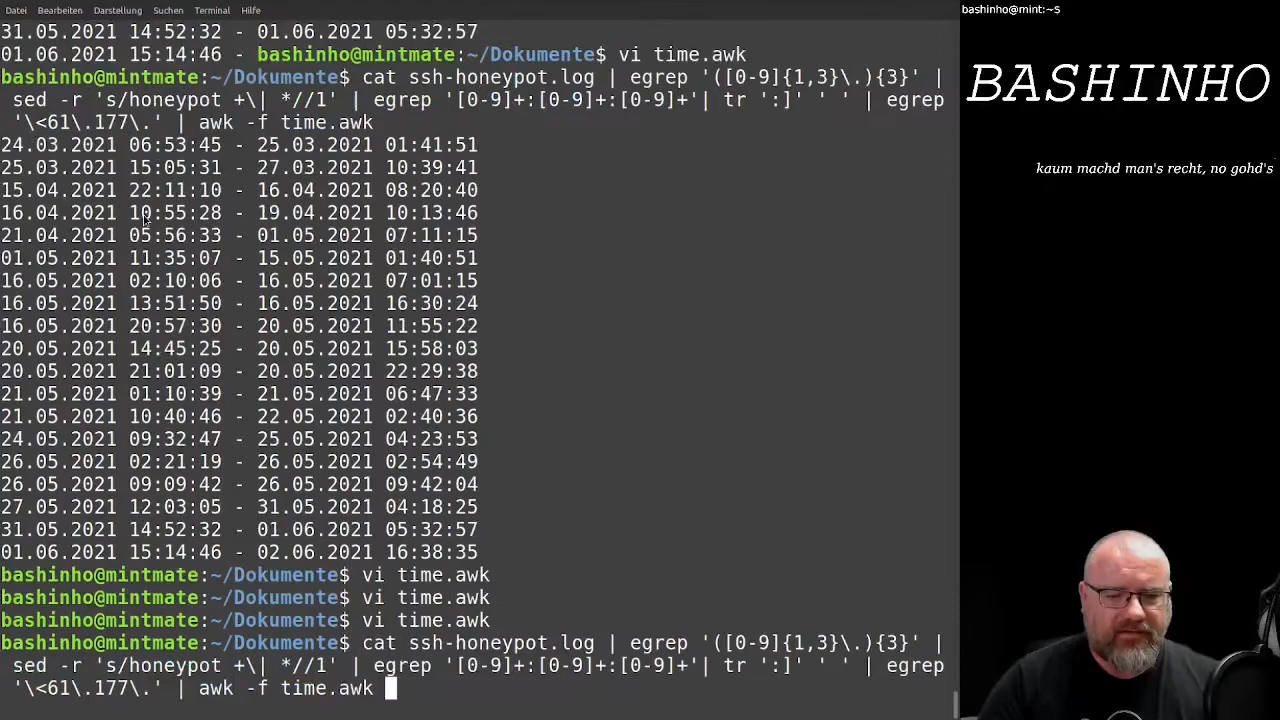 Datei Bearbeiten Darstellung Suchen Terminal Hilfe
31.05.2021 14:52:32 - 01.06.2021 05:32:57
01.06.2021 15:14:46 - bashinho@mintmate:~/Dokumente$ vi time.awk
bashinho@mintmate:~/Dokumente$ cat ssh-honeypot.log | egrep '([0-9]{1,3}\.){3}' |
sed -r 's/honeypot +\| *//1' | egrep '[0-9]+:[0-9]+:[0-9]+'| tr ':]' ' ' | egrep
'\<61\.177\.' | awk -f time.awk
24.03.2021 06:53:45 - 25.03.2021 01:41:51
25.03.2021 15:05:31 - 27.03.2021 10:39:41
15.04.2021 22:11:10 - 16.04.2021 08:20:40
16.04.2021 10:55:28 - 19.04.2021 10:13:46
21.04.2021 05:56:33 - 01.05.2021 07:11:15
01.05.2021 11:35:07 - 15.05.2021 01:40:51
16.05.2021 02:10:06 - 16.05.2021 07:01:15
16.05.2021 13:51:50 - 16.05.2021 16:30:24
16.05.2021 20:57:30 - 20.05.2021 11:55:22
20.05.2021 14:45:25 - 20.05.2021 15:58:03
20.05.2021 21:01:09 - 20.05.2021 22:29:38
21.05.2021 01:10:39 - 21.05.2021 06:47:33
21.05.2021 10:40:46 - 22.05.2021 02:40:36
24.05.2021 09:32:47 - 25.05.2021 04:23:53
26.05.2021 02:21:19 - 26.05.2021 02:54:49
26.05.2021 09:09:42 - 26.05.2021 09:42:04
27.05.2021 12:03:05 - 31.05.2021 04:18:25
31.05.2021 14:52:32 - 01.06.2021 05:32:57
01.06.2021 15:14:46 - 02.06.2021 16:38:35
bashinho@mintmate:~/Dokumente$ vi time.awk
bashinho@mintmate:~/Dokumente$ vi time.awk
bashinho@mintmate:~/Dokumente$ vi time.awk
bashinho@mintmate:~/Dokumente$ cat ssh-honeypot.log | egrep '([0-9]{1,3}\.){3}' |
sed -r 's/honeypot +\| *//1' | egrep '[0-9]+:[0-9]+:[0-9]+'| tr ':]' ' ' | egrep
'\<61\.177\.' | awk -f time.awk
bashinho@mint:~$
BASHINHO
kaum machd man's recht, no gohd's